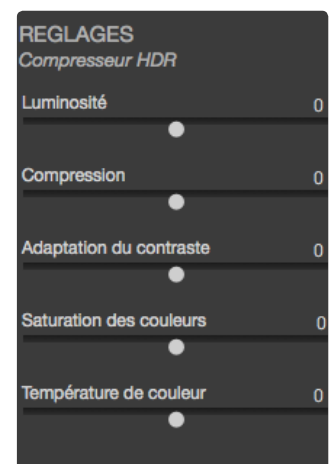 REGLAGES
Compresseur HDR
Luminosité 0
Compression 0
Adaptation du contraste 0
Saturation des couleurs 0
Température de couleur 0